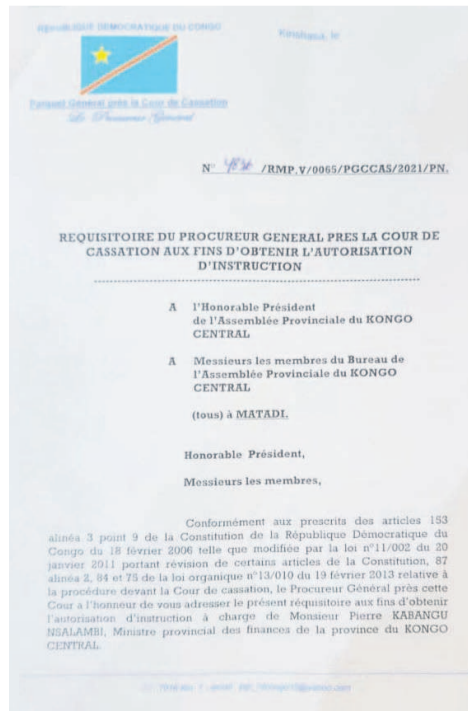 REPUBLIQUE DEMOCRATIQUE DU CONGO
Kinshasa, le
Parquet Général près la Cour de Cassation
Le Procureur Général
N° /RMP.V/0065/PGCCAS/2021/PN.
REQUISITOIRE DU PROCUREUR GENERAL PRES LA COUR DE
CASSATION AUX FINS D'OBTENIR L'AUTORISATION
D'INSTRUCTION
A l'Honorable Président
de l'Assemblée Provinciale du KONGO
CENTRAL
A Messieurs les membres du Bureau de
l'Assemblée Provinciale du KONGO
CENTRAL
(tous) à MATADI.
Honorable Président,
Messieurs les membres,
Conformément aux prescrits des articles 153
alinéa 3 point 9 de la Constitution de la République Démocratique du
Congo du 18 février 2006 telle que modifiée par la loi n°11/002 du 20
janvier 2011 portant révision de certains articles de la Constitution, 87
alinéa 2, 84 et 75 de la loi organique n°13/010 du 19 février 2013 relative à
la procédure devant la Cour de cassation, le Procureur Général près cette
Cour a l'honneur de vous adresser le présent réquisitoire aux fins d'obtenir
l'autorisation d'instruction à charge de Monsieur Pierre KABANGU
NSALAMBI, Ministre provincial des finances de la province du KONGO
CENTRAL.